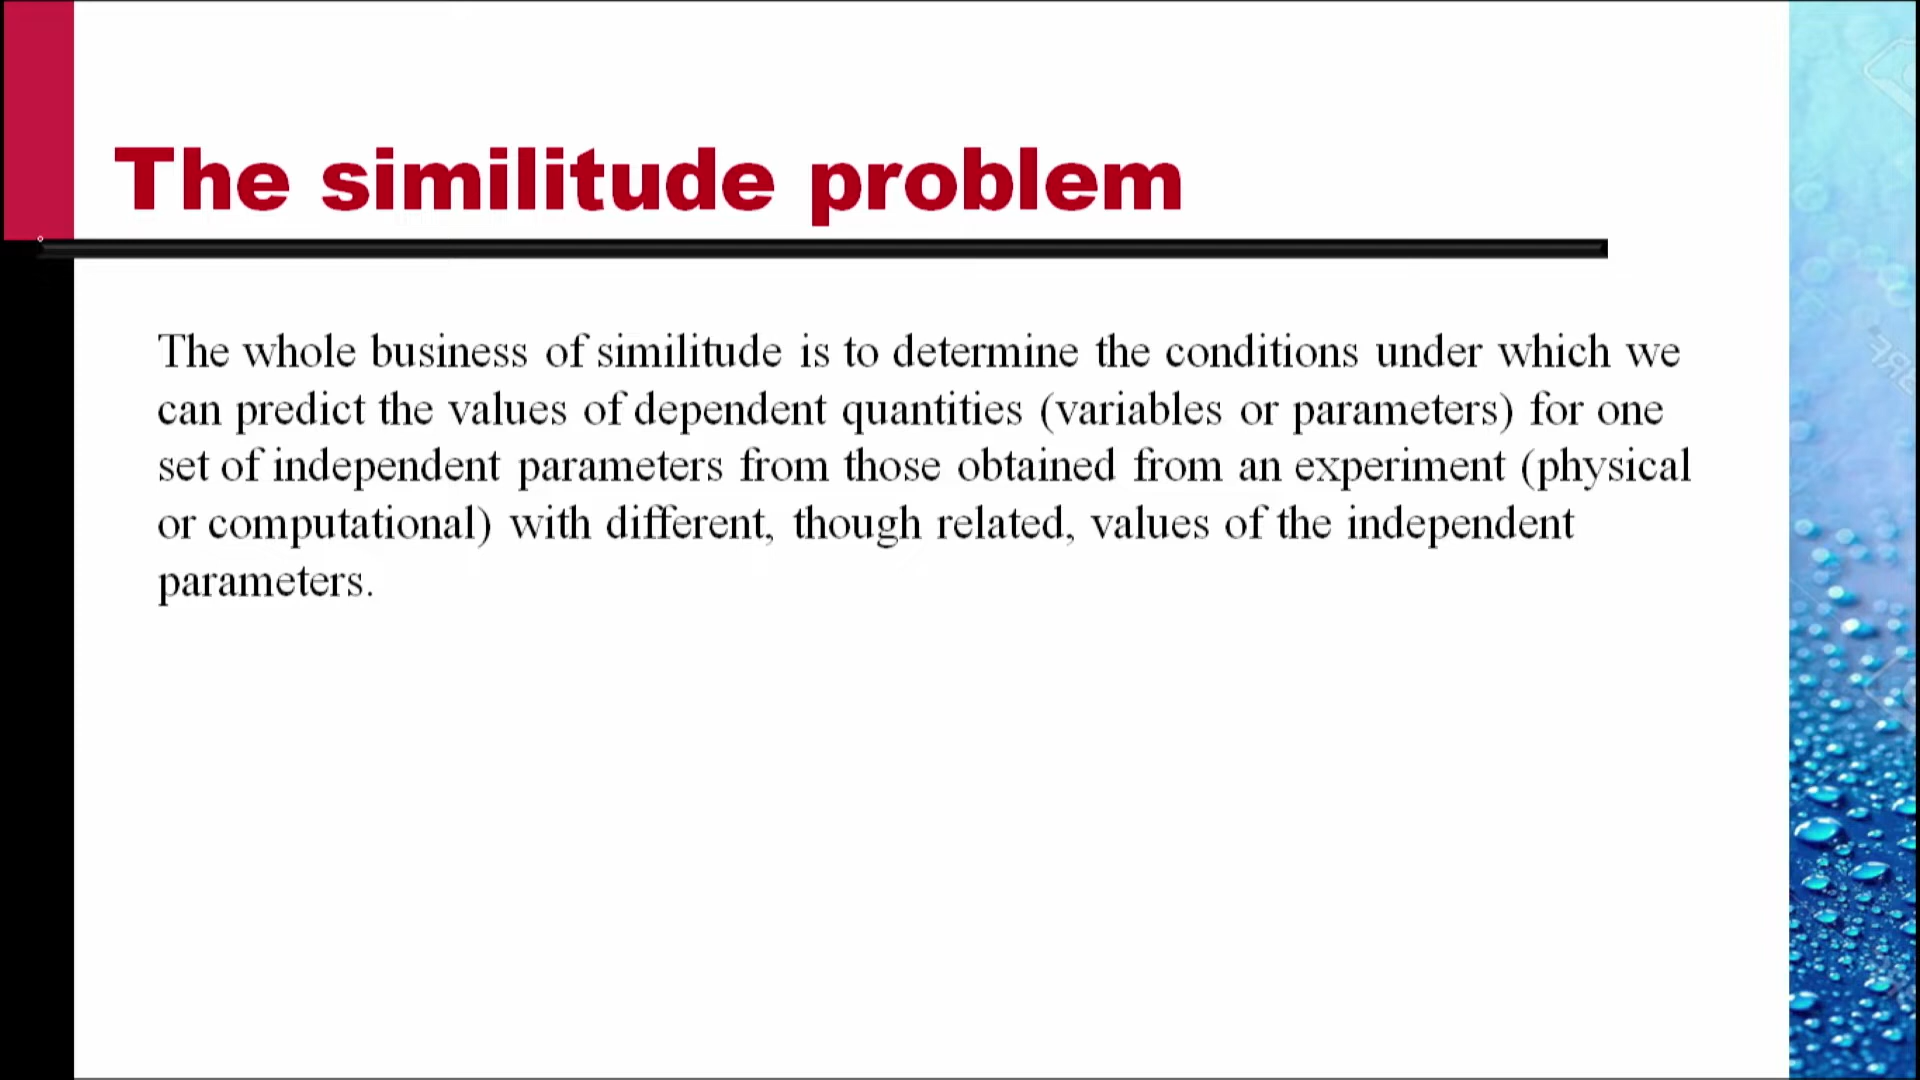 The similitude problem
The whole business of similitude is to determine the conditions under which we
can predict the values of dependent quantities (variables or parameters) for one
set of independent parameters from those obtained from an experiment (physical
or computational) with different, though related, values of the independent
parameters.